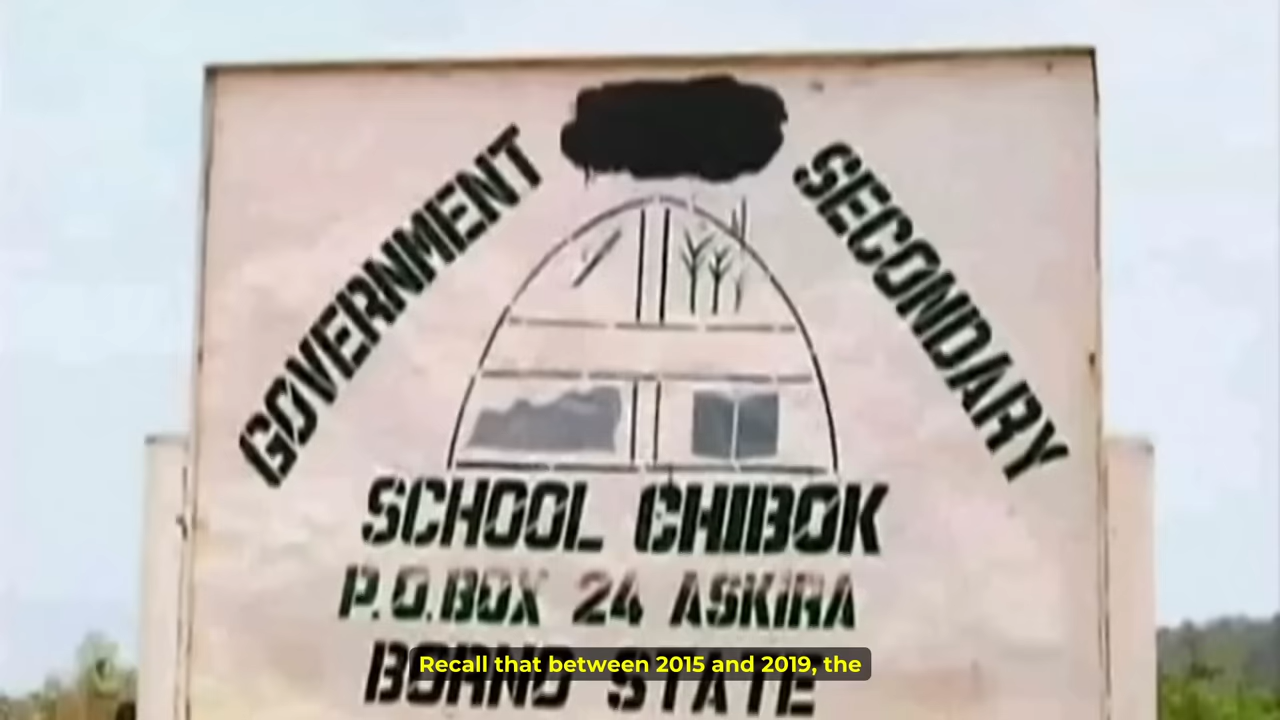 GOVERNMENT
SECONDARY
SCHOOL CHIBOK
P.O.BOX 24 ASKIRA
BORNO STATE
Recall that between 2015 and 2019, the